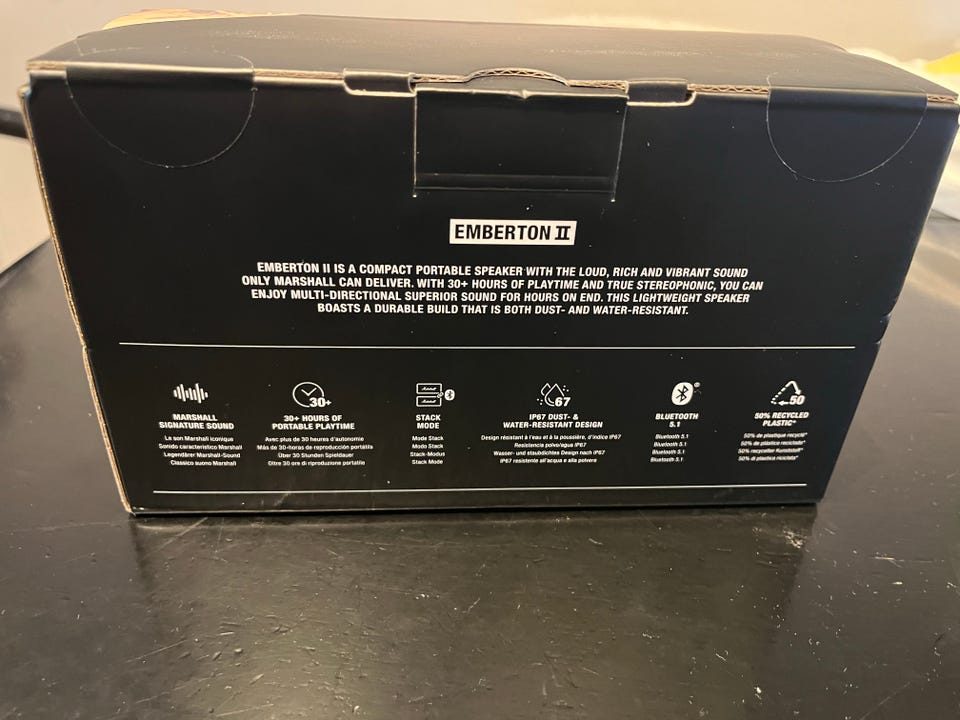 EMBERTON II
EMBERTON II IS A COMPACT PORTABLE SPEAKER WITH THE LOUD, RICH AND VIBRANT SOUND
ONLY MARSHALL CAN DELIVER. WITH 30+ HOURS OF PLAYTIME AND TRUE STEREOPHONIC, YOU CAN
ENJOY MULTI-DIRECTIONAL SUPERIOR SOUND FOR HOURS ON END. THIS LIGHTWEIGHT SPEAKER
BOASTS A DURABLE BUILD THAT IS BOTH DUST- AND WATER-RESISTANT.
MARSHALL
SIGNATURE SOUND
Le son Marshall iconique
Sonido característico Marshall
Legendärer Marshall-Sound
Classico suono Marshall
30+
30+ HOURS OF
PORTABLE PLAYTIME
Avec plus de 30 heures d'autonomie
Más de 30-horas de reproducción portátils
Über 30 Stunden Spieldauer
Oltre 30 ore di riproduzione portatile
STACK
MODE
Mode Stack
Modo Stack
Stack-Modus
Stack Mode
67
IP67 DUST- &
WATER-RESISTANT DESIGN
Design résistant à l'eau et à la poussière, d'indice IP67
Resistencia polvo/agua IP67
Wasser- und staubdichtes Design nach IP67
IP67 resistente all'acqua e alla polvere
®
BLUETOOTH
5.1
Bluetooth 5.1
Bluetooth 5.1
Bluetooth 5.1
Bluetooth 5.1
50
50% RECYCLED
PLASTIC*
50% de plastique recyclé*
50% de plástico reciclado*
50% recycelter Kunststoff*
50% di plastica riciclata*